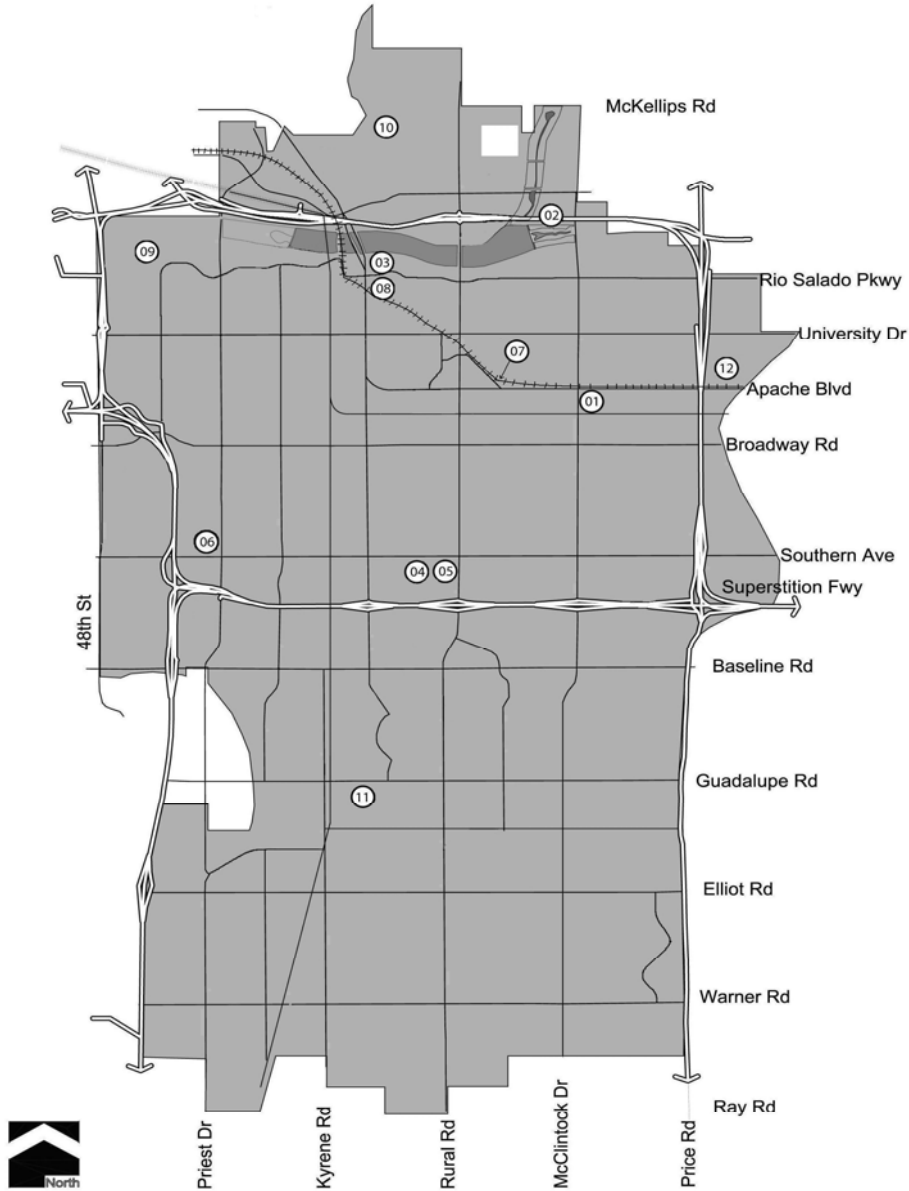 McKellips Rd
10
02
09
03
Rio Salado Pkwy
08
University Dr
07
12
Apache Blvd
01
Broadway Rd
06
Southern Ave
04
05
Superstition Fwy
48th St
Baseline Rd
Guadalupe Rd
11
Elliot Rd
Warner Rd
Ray Rd
Priest Dr
Kyrene Rd
Rural Rd
McClintock Dr
Price Rd
North